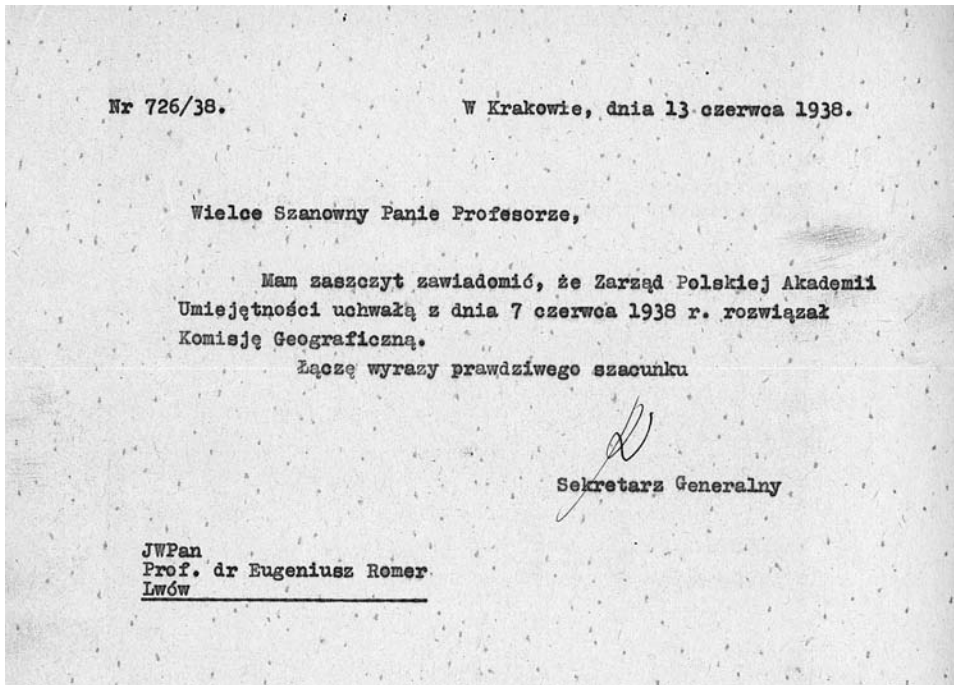 Nr 726/38.
W Krakowie, dnia 13 czerwca 1938.
Wielce Szanowny Panie Profesorze,
Mam zaszczyt zawiadomić, że Zarząd Polskiej Akademii
Umiejętności uchwałą z dnia 7 czerwca 1938 r. rozwiązał
Komisję Geograficzną.
Łączę wyrazy prawdziwego szacunku
Sekretarz Generalny
JWPan
Prof. dr Eugeniusz Romer
Lwów